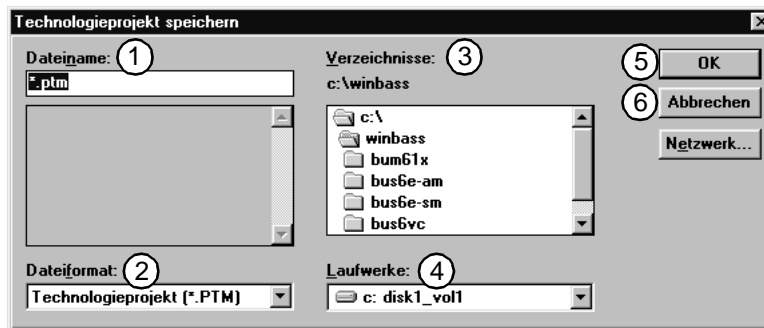 Technologieprojekt speichern
Dateiname: 1
*.ptm
Verzeichnisse: 3
c:\winbass
c:\
winbass
bum61x
bus6e-am
bus6e-sm
bus6vc
5 OK
6 Abbrechen
Netzwerk...
Dateiformat: 2
Technologieprojekt (*.PTM)
Laufwerke: 4
c: disk1_vol1